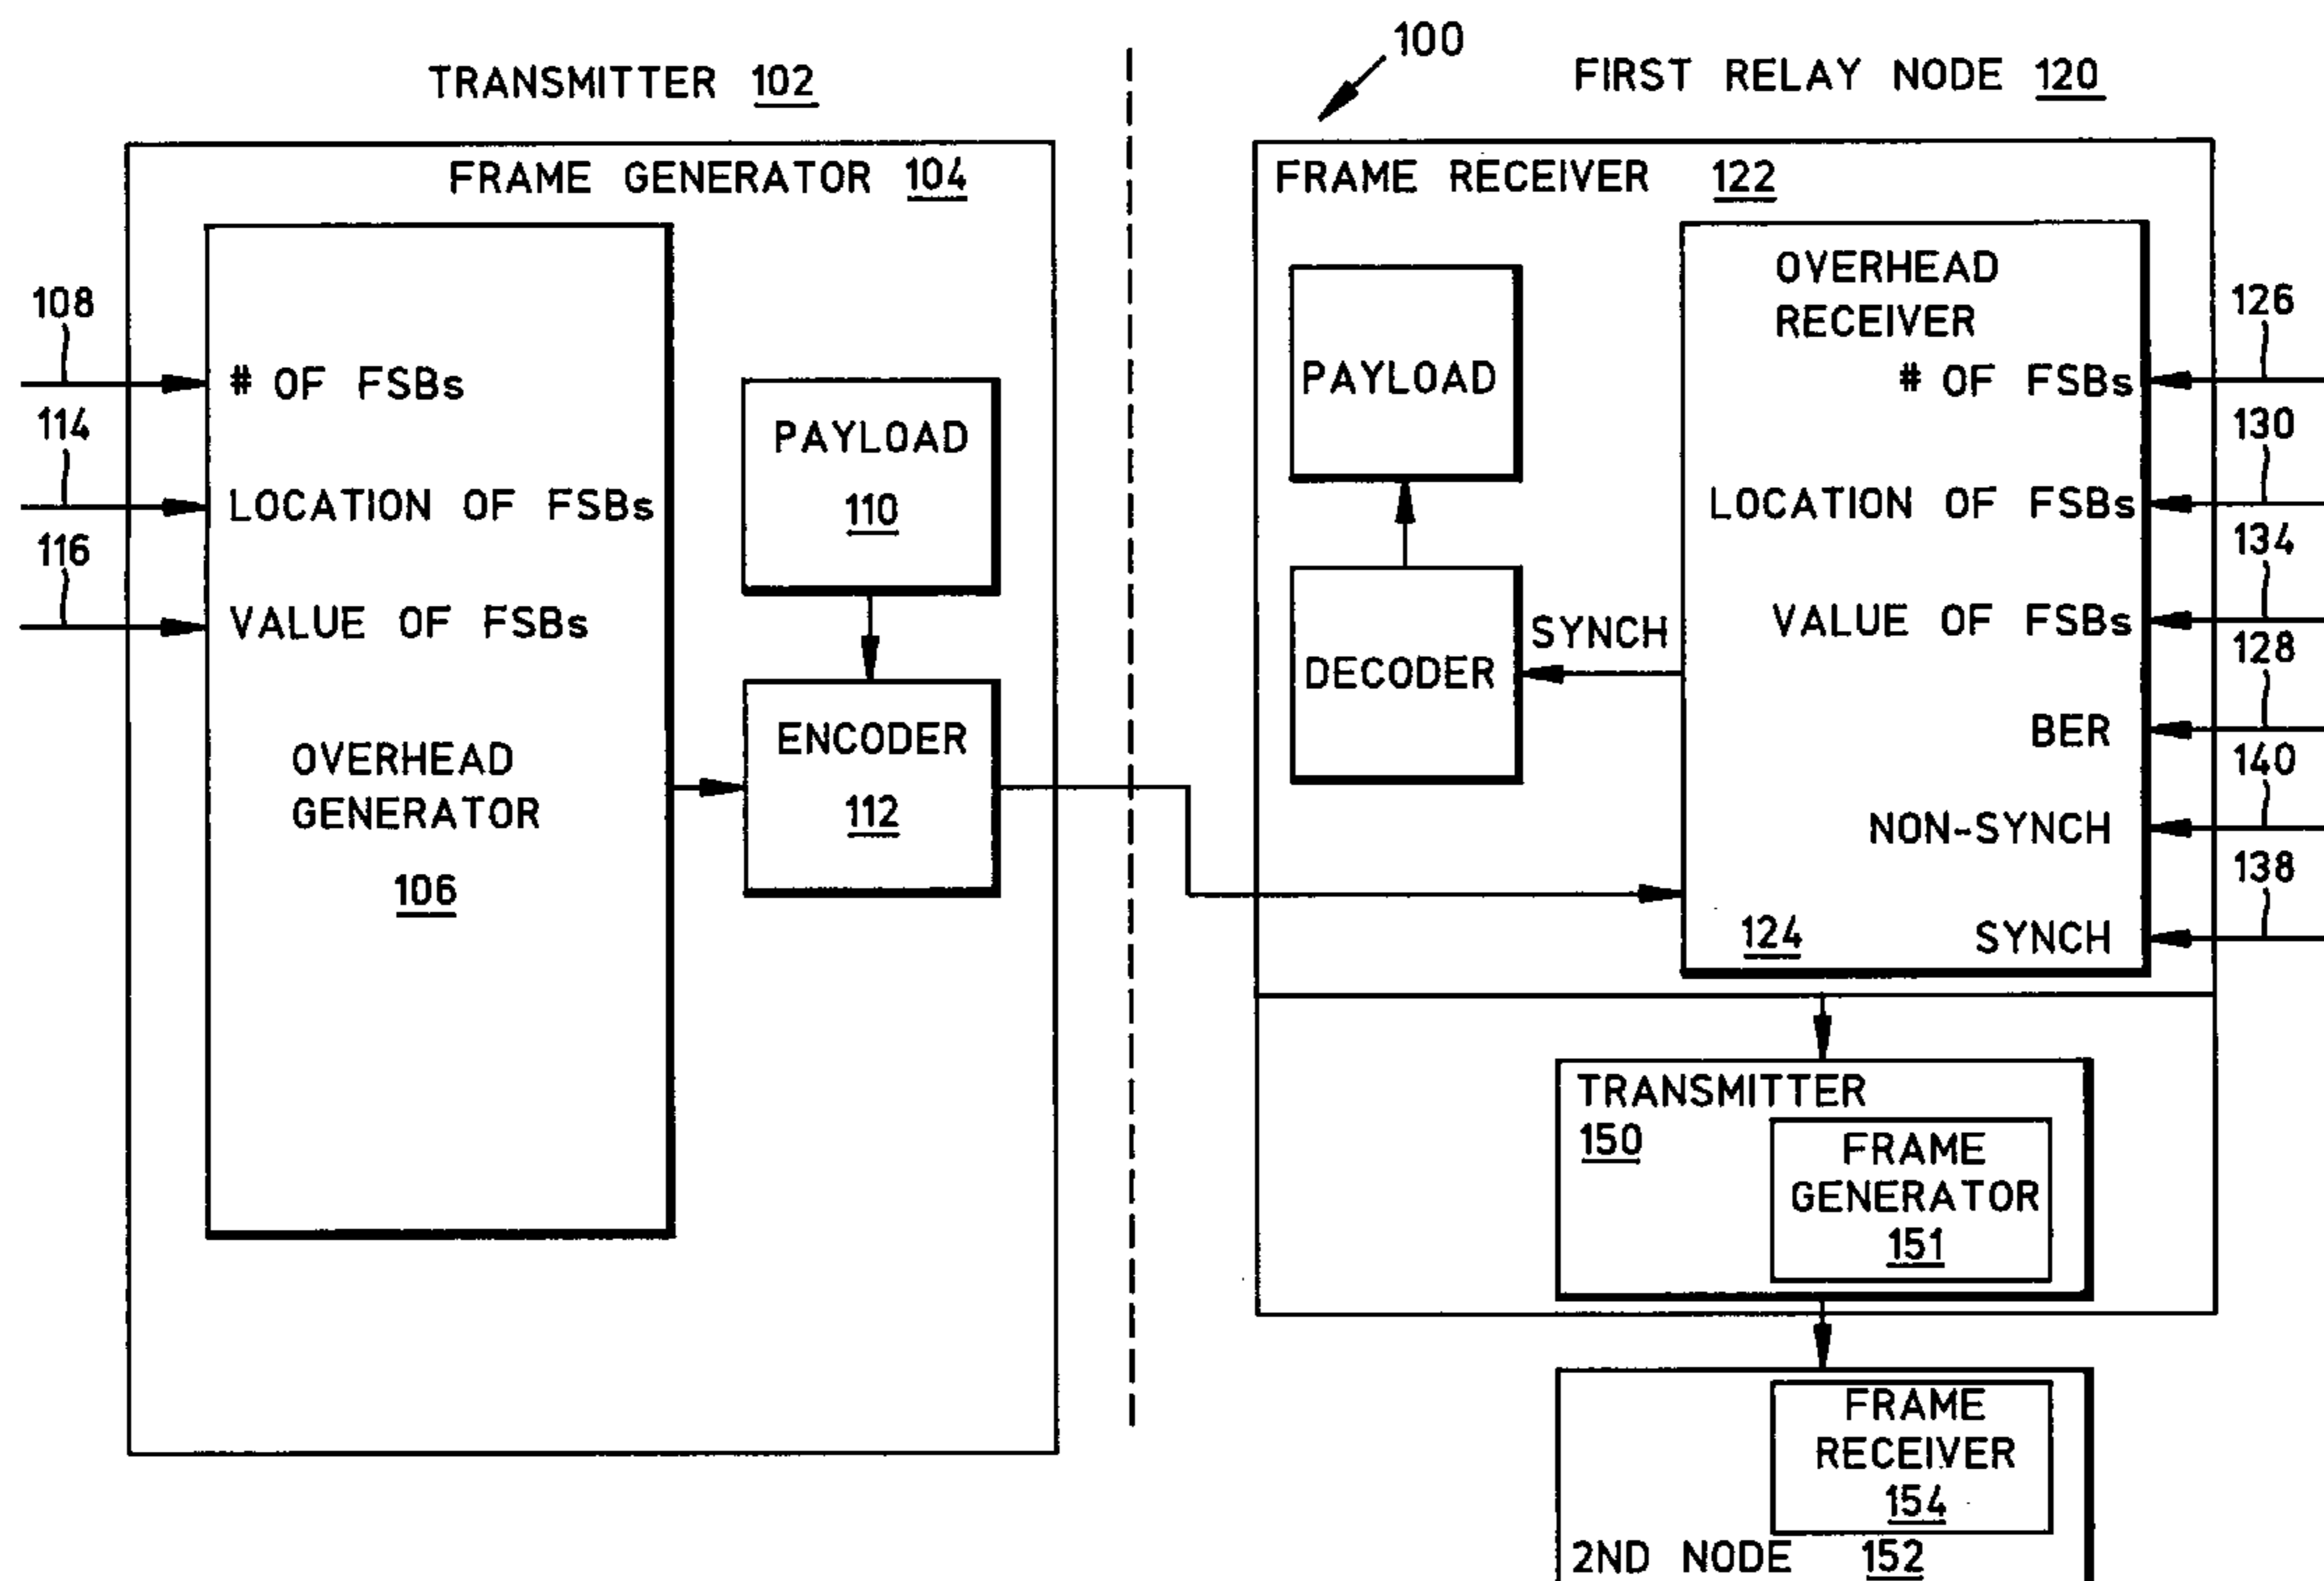 100
TRANSMITTER 102
FIRST RELAY NODE 120
FRAME GENERATOR 104
108
# OF FSBs
114
LOCATION OF FSBs
116
VALUE OF FSBs
OVERHEAD
GENERATOR
106
PAYLOAD
110
ENCODER
112
FRAME RECEIVER 122
PAYLOAD
DECODER
SYNCH
OVERHEAD
RECEIVER
# OF FSBs
126
LOCATION OF FSBs
130
VALUE OF FSBs
134
BER
128
NON-SYNCH
140
SYNCH
138
124
TRANSMITTER
150
FRAME
GENERATOR
151
FRAME
RECEIVER
154
2ND NODE 152